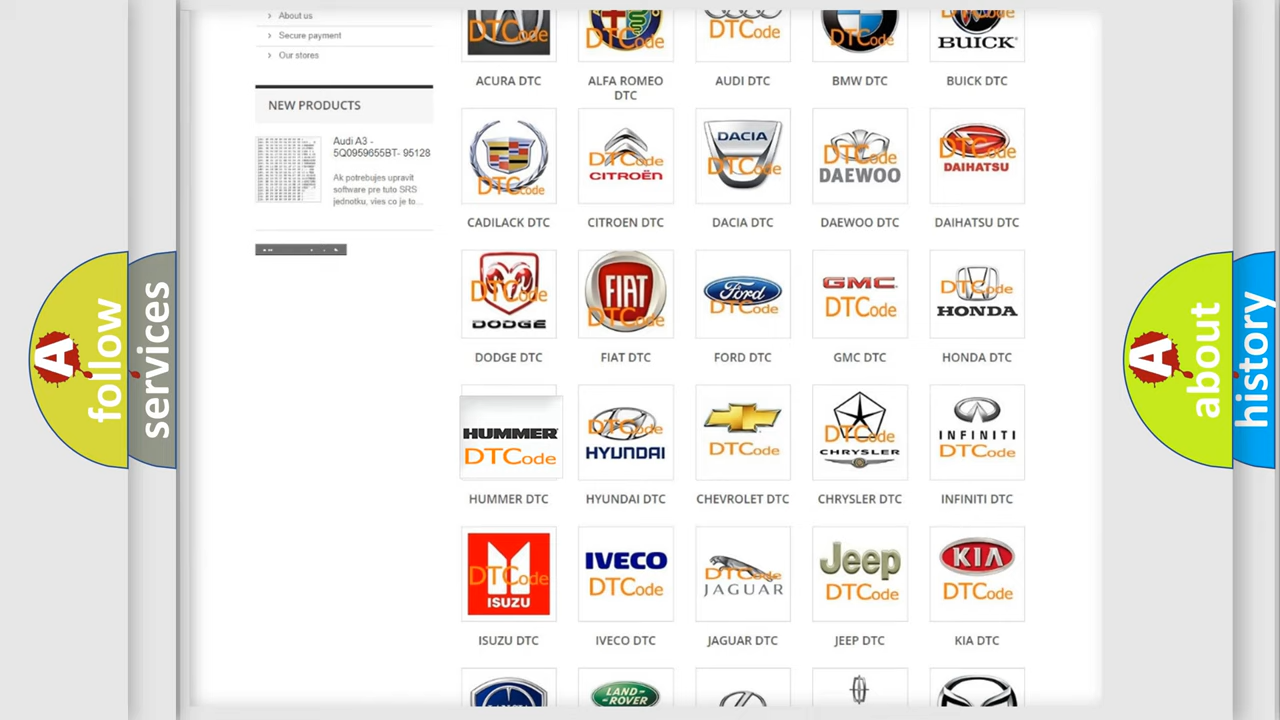 About us
Secure payment
Our stores
NEW PRODUCTS
Audi A3 -
5Q0959655BT- 95128
Ak potrebujes upravit
software pre tuto SRS
jednotku, vies co je to...
DTCode
DTCode
DTCode
DTCode
BUICK
ACURA DTC
ALFA ROMEO
DTC
AUDI DTC
BMW DTC
BUICK DTC
DTCode
DTCode
CITROËN
DACIA
DTCode
DTCode
DAEWOO
DTCode
DAIHATSU
CADILACK DTC
CITROEN DTC
DACIA DTC
DAEWOO DTC
DAIHATSU DTC
DTCode
DODGE
FIAT
DTCode
Ford
DTCode
GMC
DTCode
DTCode
HONDA
DODGE DTC
FIAT DTC
FORD DTC
GMC DTC
HONDA DTC
HUMMER
DTCode
DTCode
HYUNDAI
DTCode
DTCode
CHRYSLER
INFINITI
DTCode
HUMMER DTC
HYUNDAI DTC
CHEVROLET DTC
CHRYSLER DTC
INFINITI DTC
DTCode
ISUZU
IVECO
DTCode
DTCode
JAGUAR
Jeep
DTCode
KIA
DTCode
ISUZU DTC
IVECO DTC
JAGUAR DTC
JEEP DTC
KIA DTC
LAND-
ROVER
A follow
services
A about
history